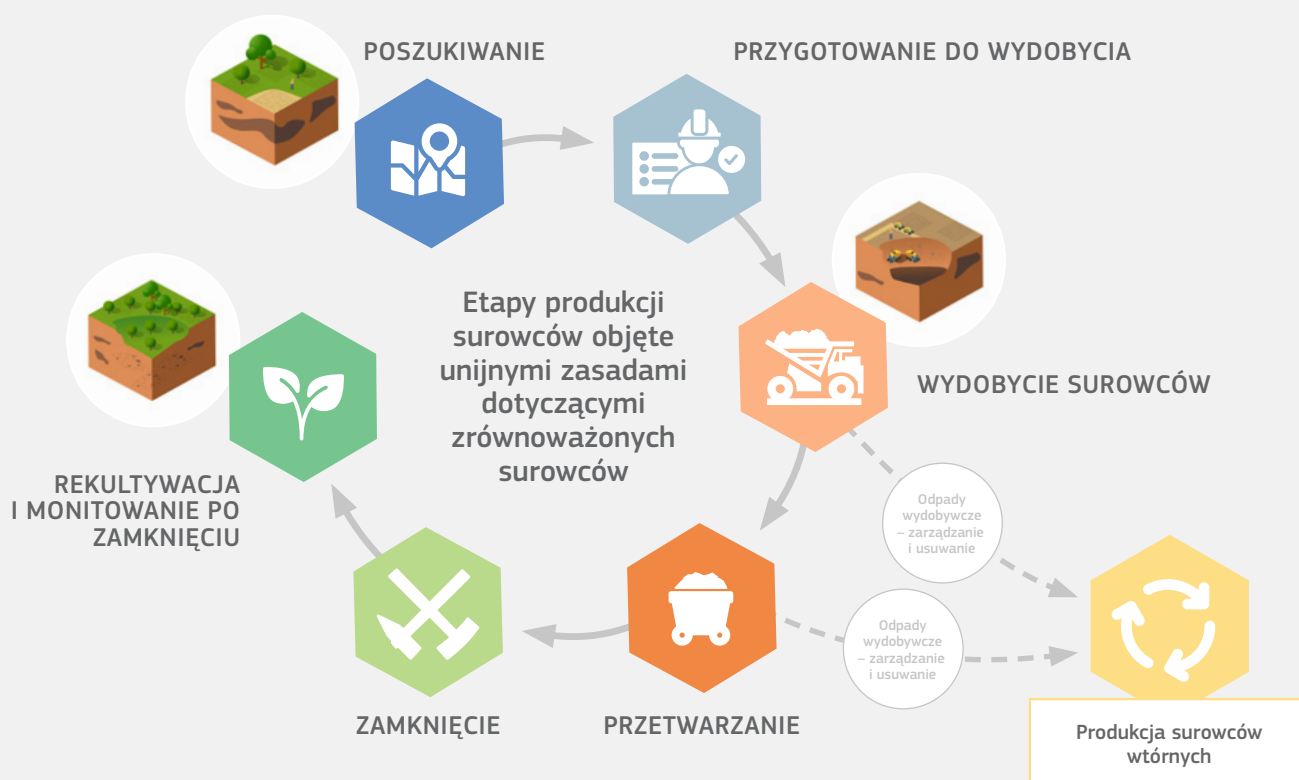 POSZUKIWANIE
PRZYGOTOWANIE DO WYDOBYCIA
Etapy produkcji
surowców objęte
unijnymi zasadami
dotyczącymi
zrównoważonych
surowców
WYDOBYCIE SUROWCÓW
REKULTYWACJA
I MONITOWANIE PO
ZAMKNIĘCIU
Odpady
wydobywcze
– zarządzanie
i usuwanie
Odpady
wydobywcze
– zarządzanie
i usuwanie
ZAMKNIĘCIE
PRZETWARZANIE
Produkcja surowców
wtórnych